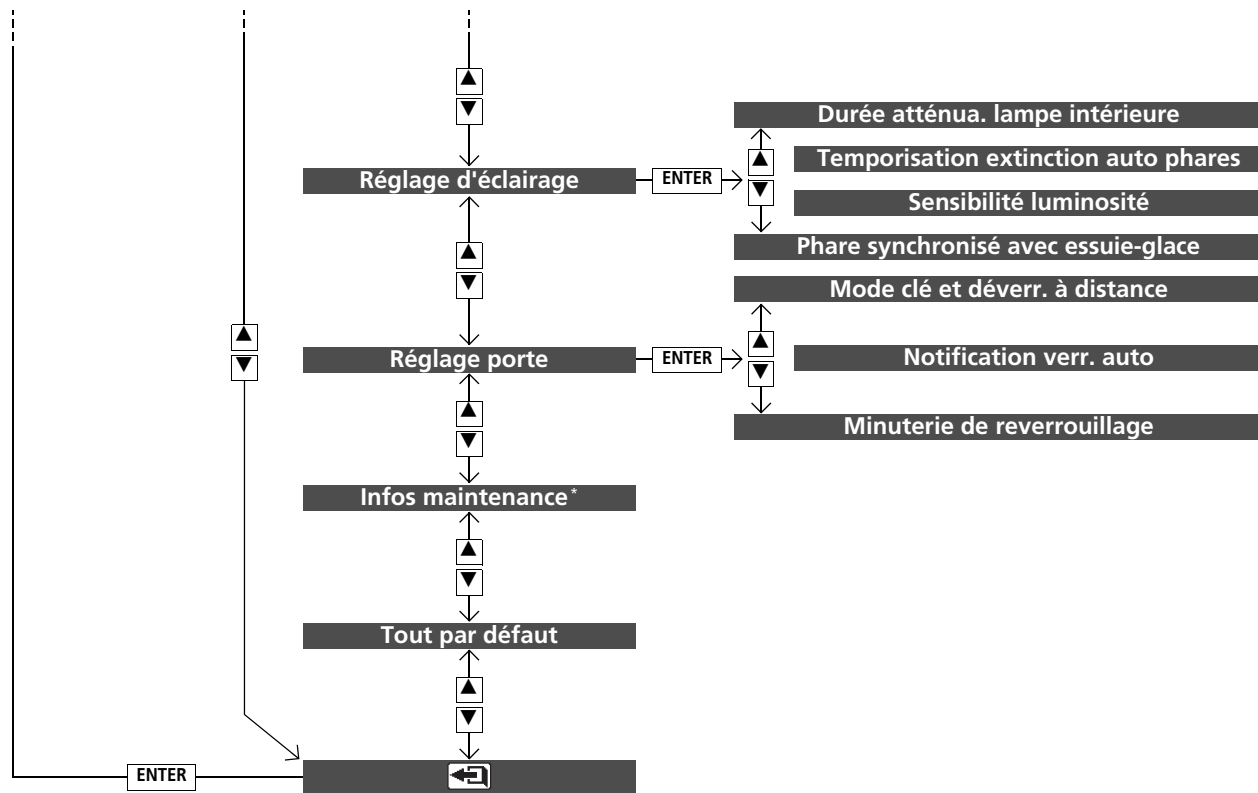 Durée atténua. lampe intérieure
Temporisation extinction auto phares
Réglage d'éclairage
ENTER
Sensibilité luminosité
Phare synchronisé avec essuie-glace
Mode clé et déverr. à distance
Réglage porte
ENTER
Notification verr. auto
Minuterie de reverrouillage
Infos maintenance*
Tout par défaut
ENTER